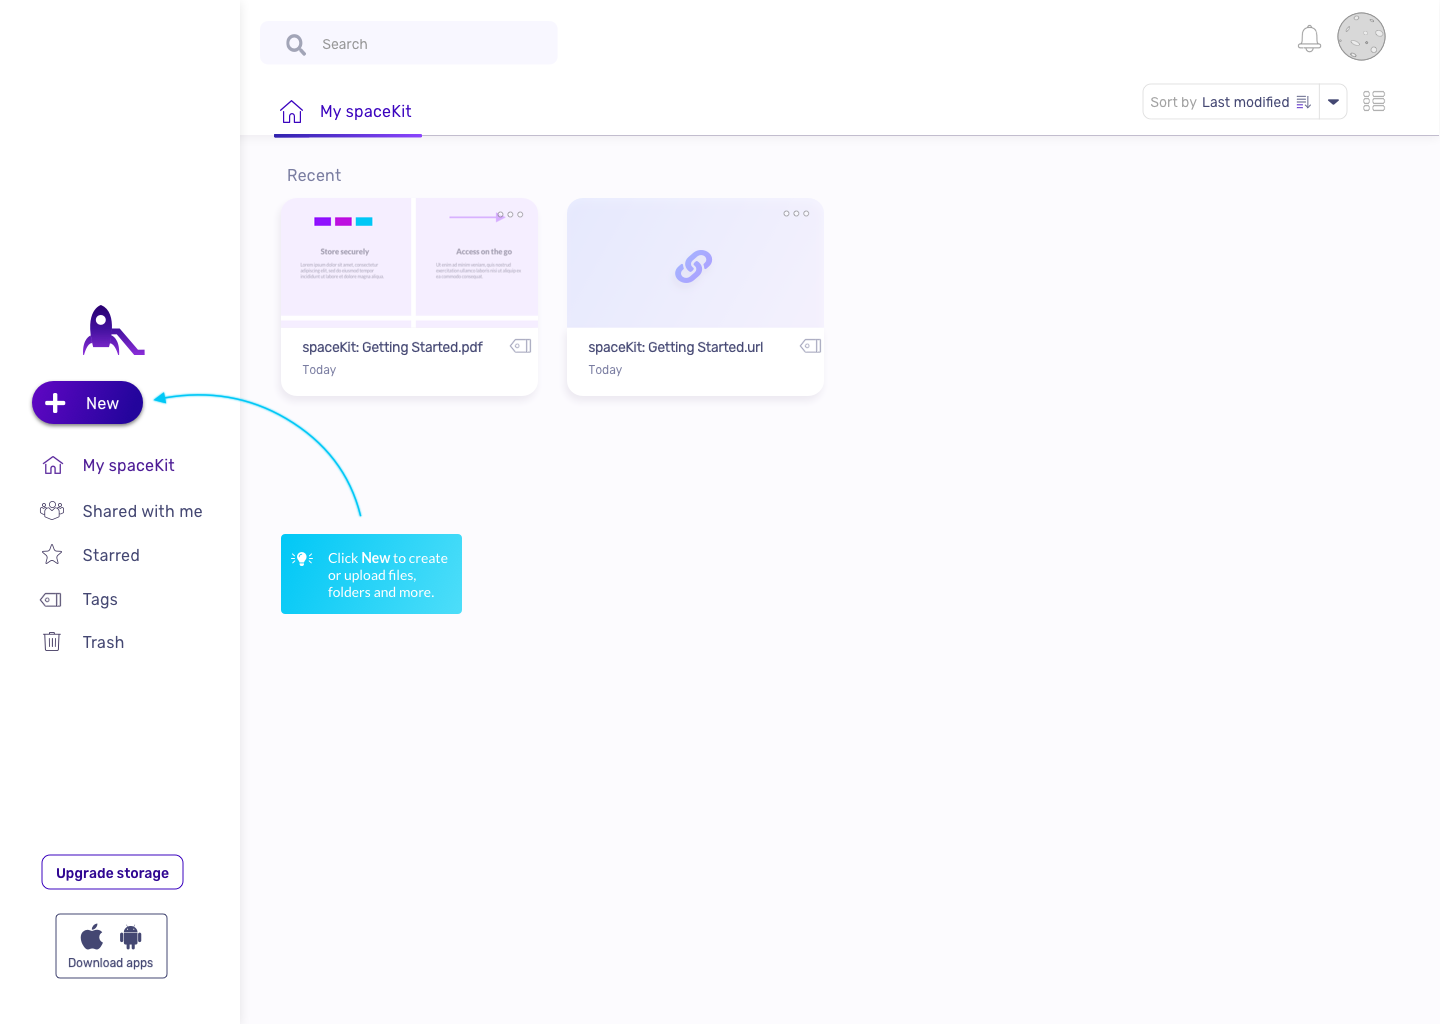 Search
My spaceKit
Sort by Last modified
Recent
Store securely
Access on the go
spaceKit: Getting Started.pdf
Today
spaceKit: Getting Started.url
Today
New
My spaceKit
Shared with me
Starred
Tags
Trash
Click New to create
or upload files,
folders and more.
Upgrade storage
Download apps